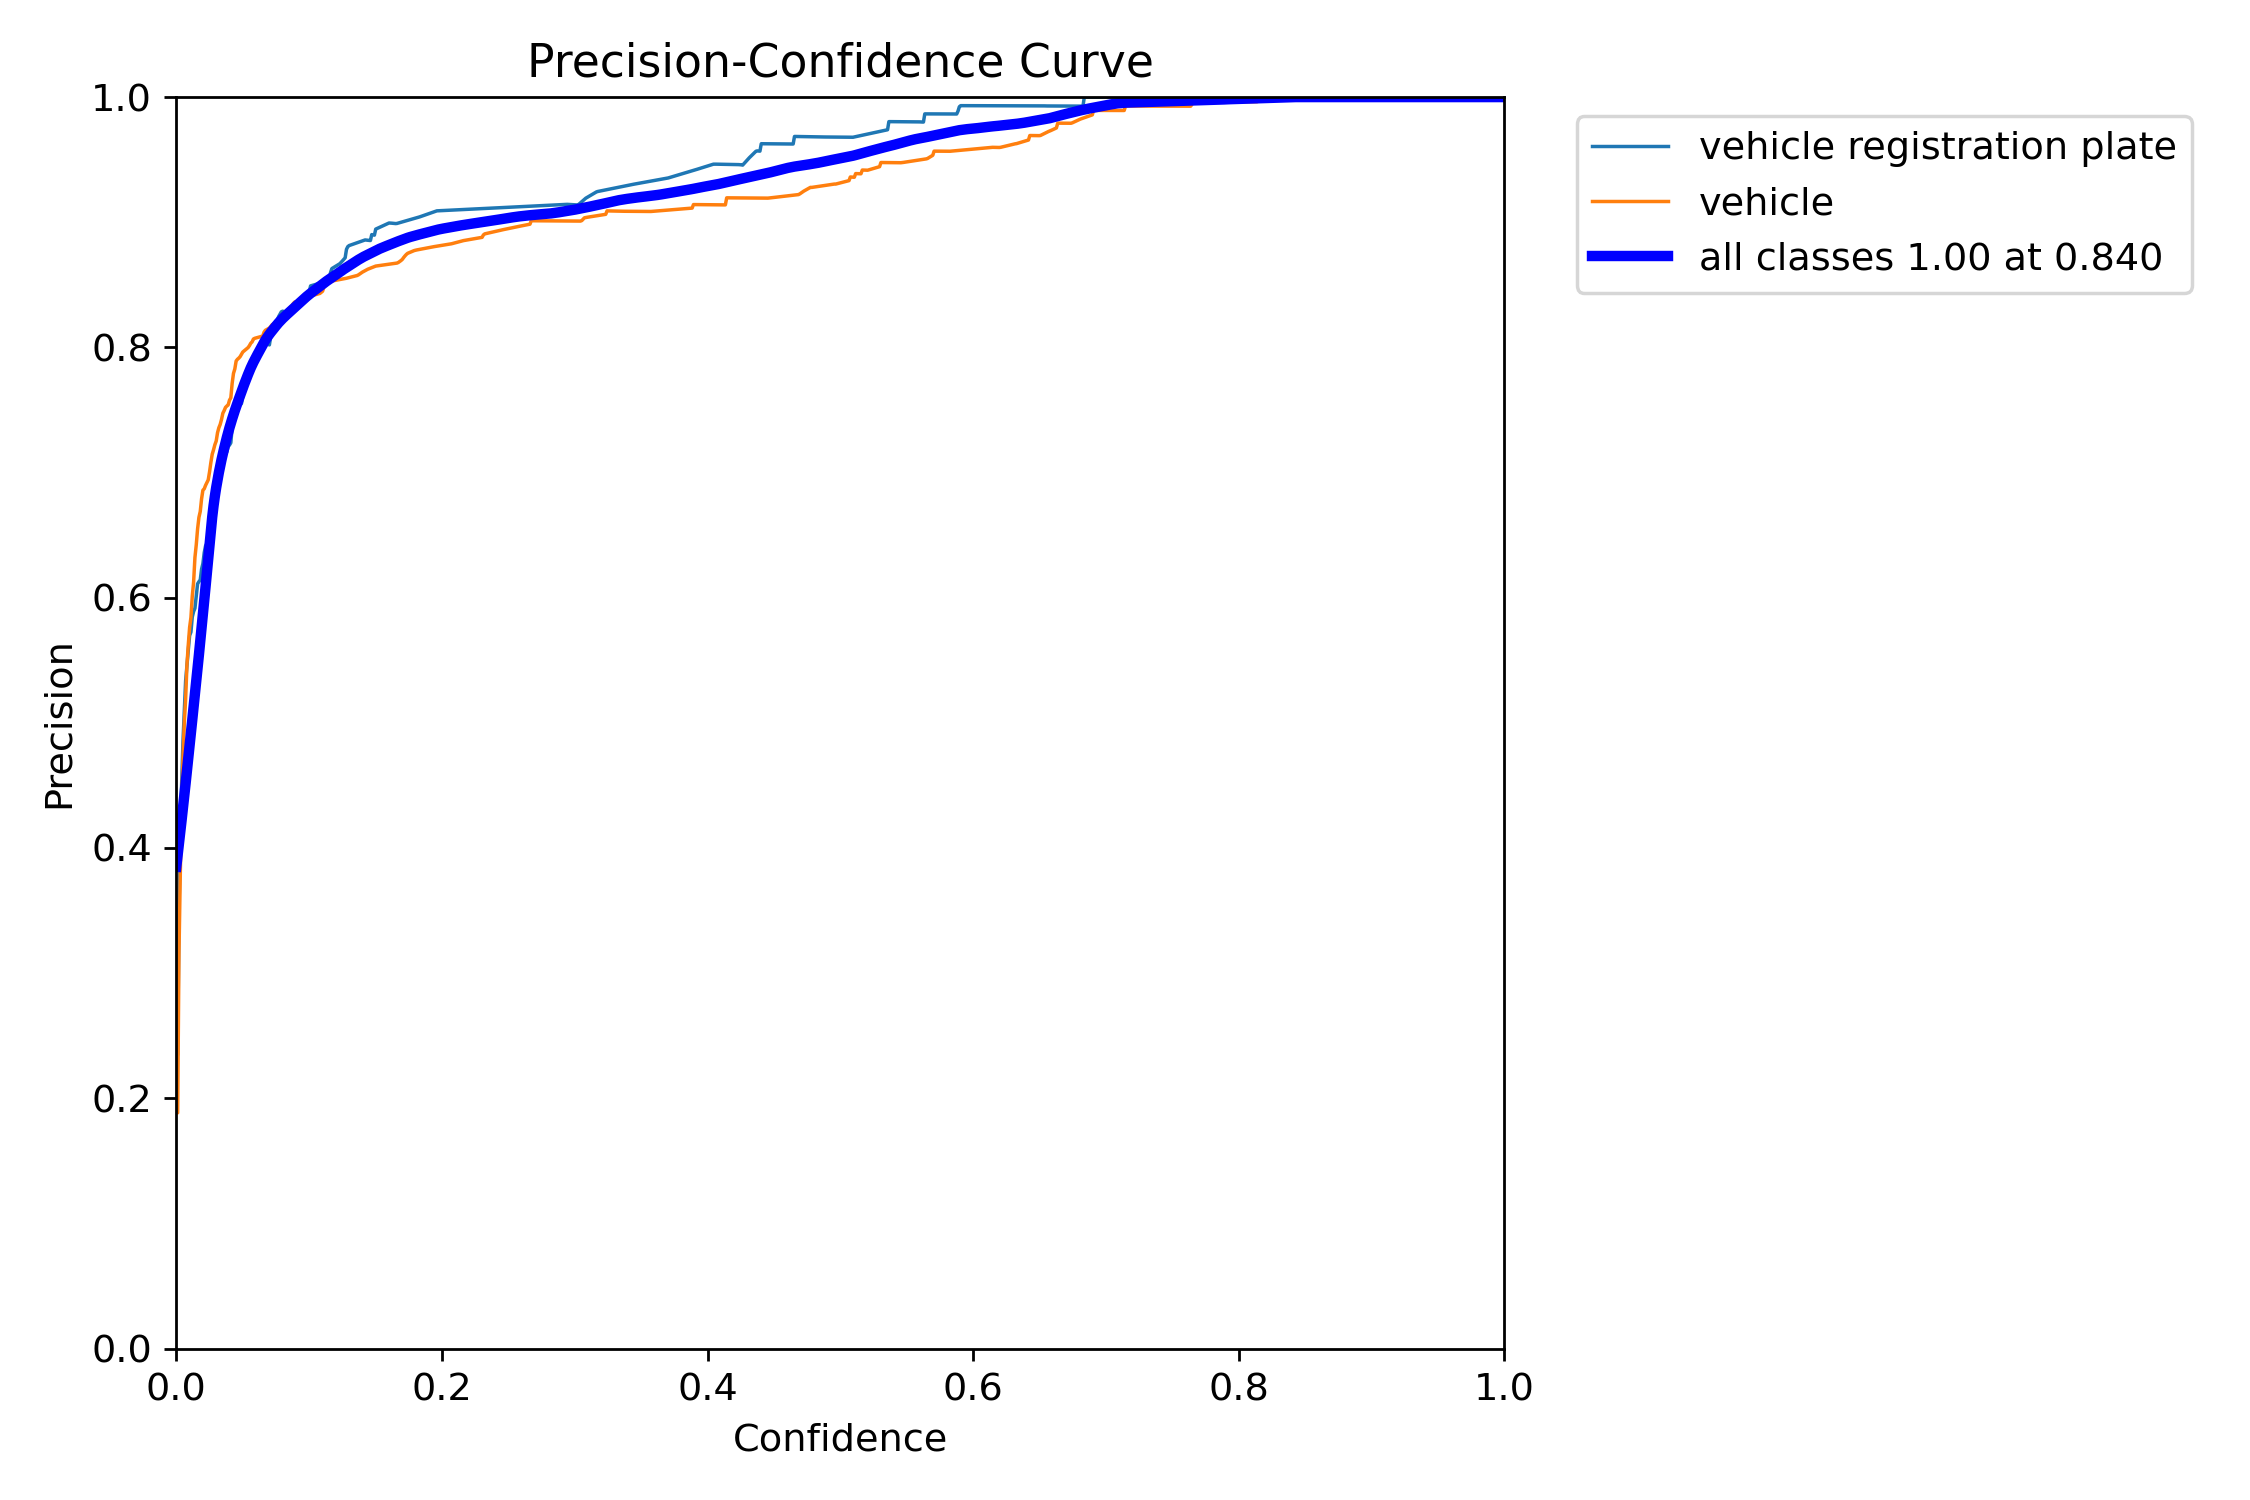 Precision-Confidence Curve
1.0
0.8
0.6
0.4
0.2
0.0
Precision
0.0 0.2 0.4 0.6 0.8 1.0
Confidence
vehicle registration plate
vehicle
all classes 1.00 at 0.840